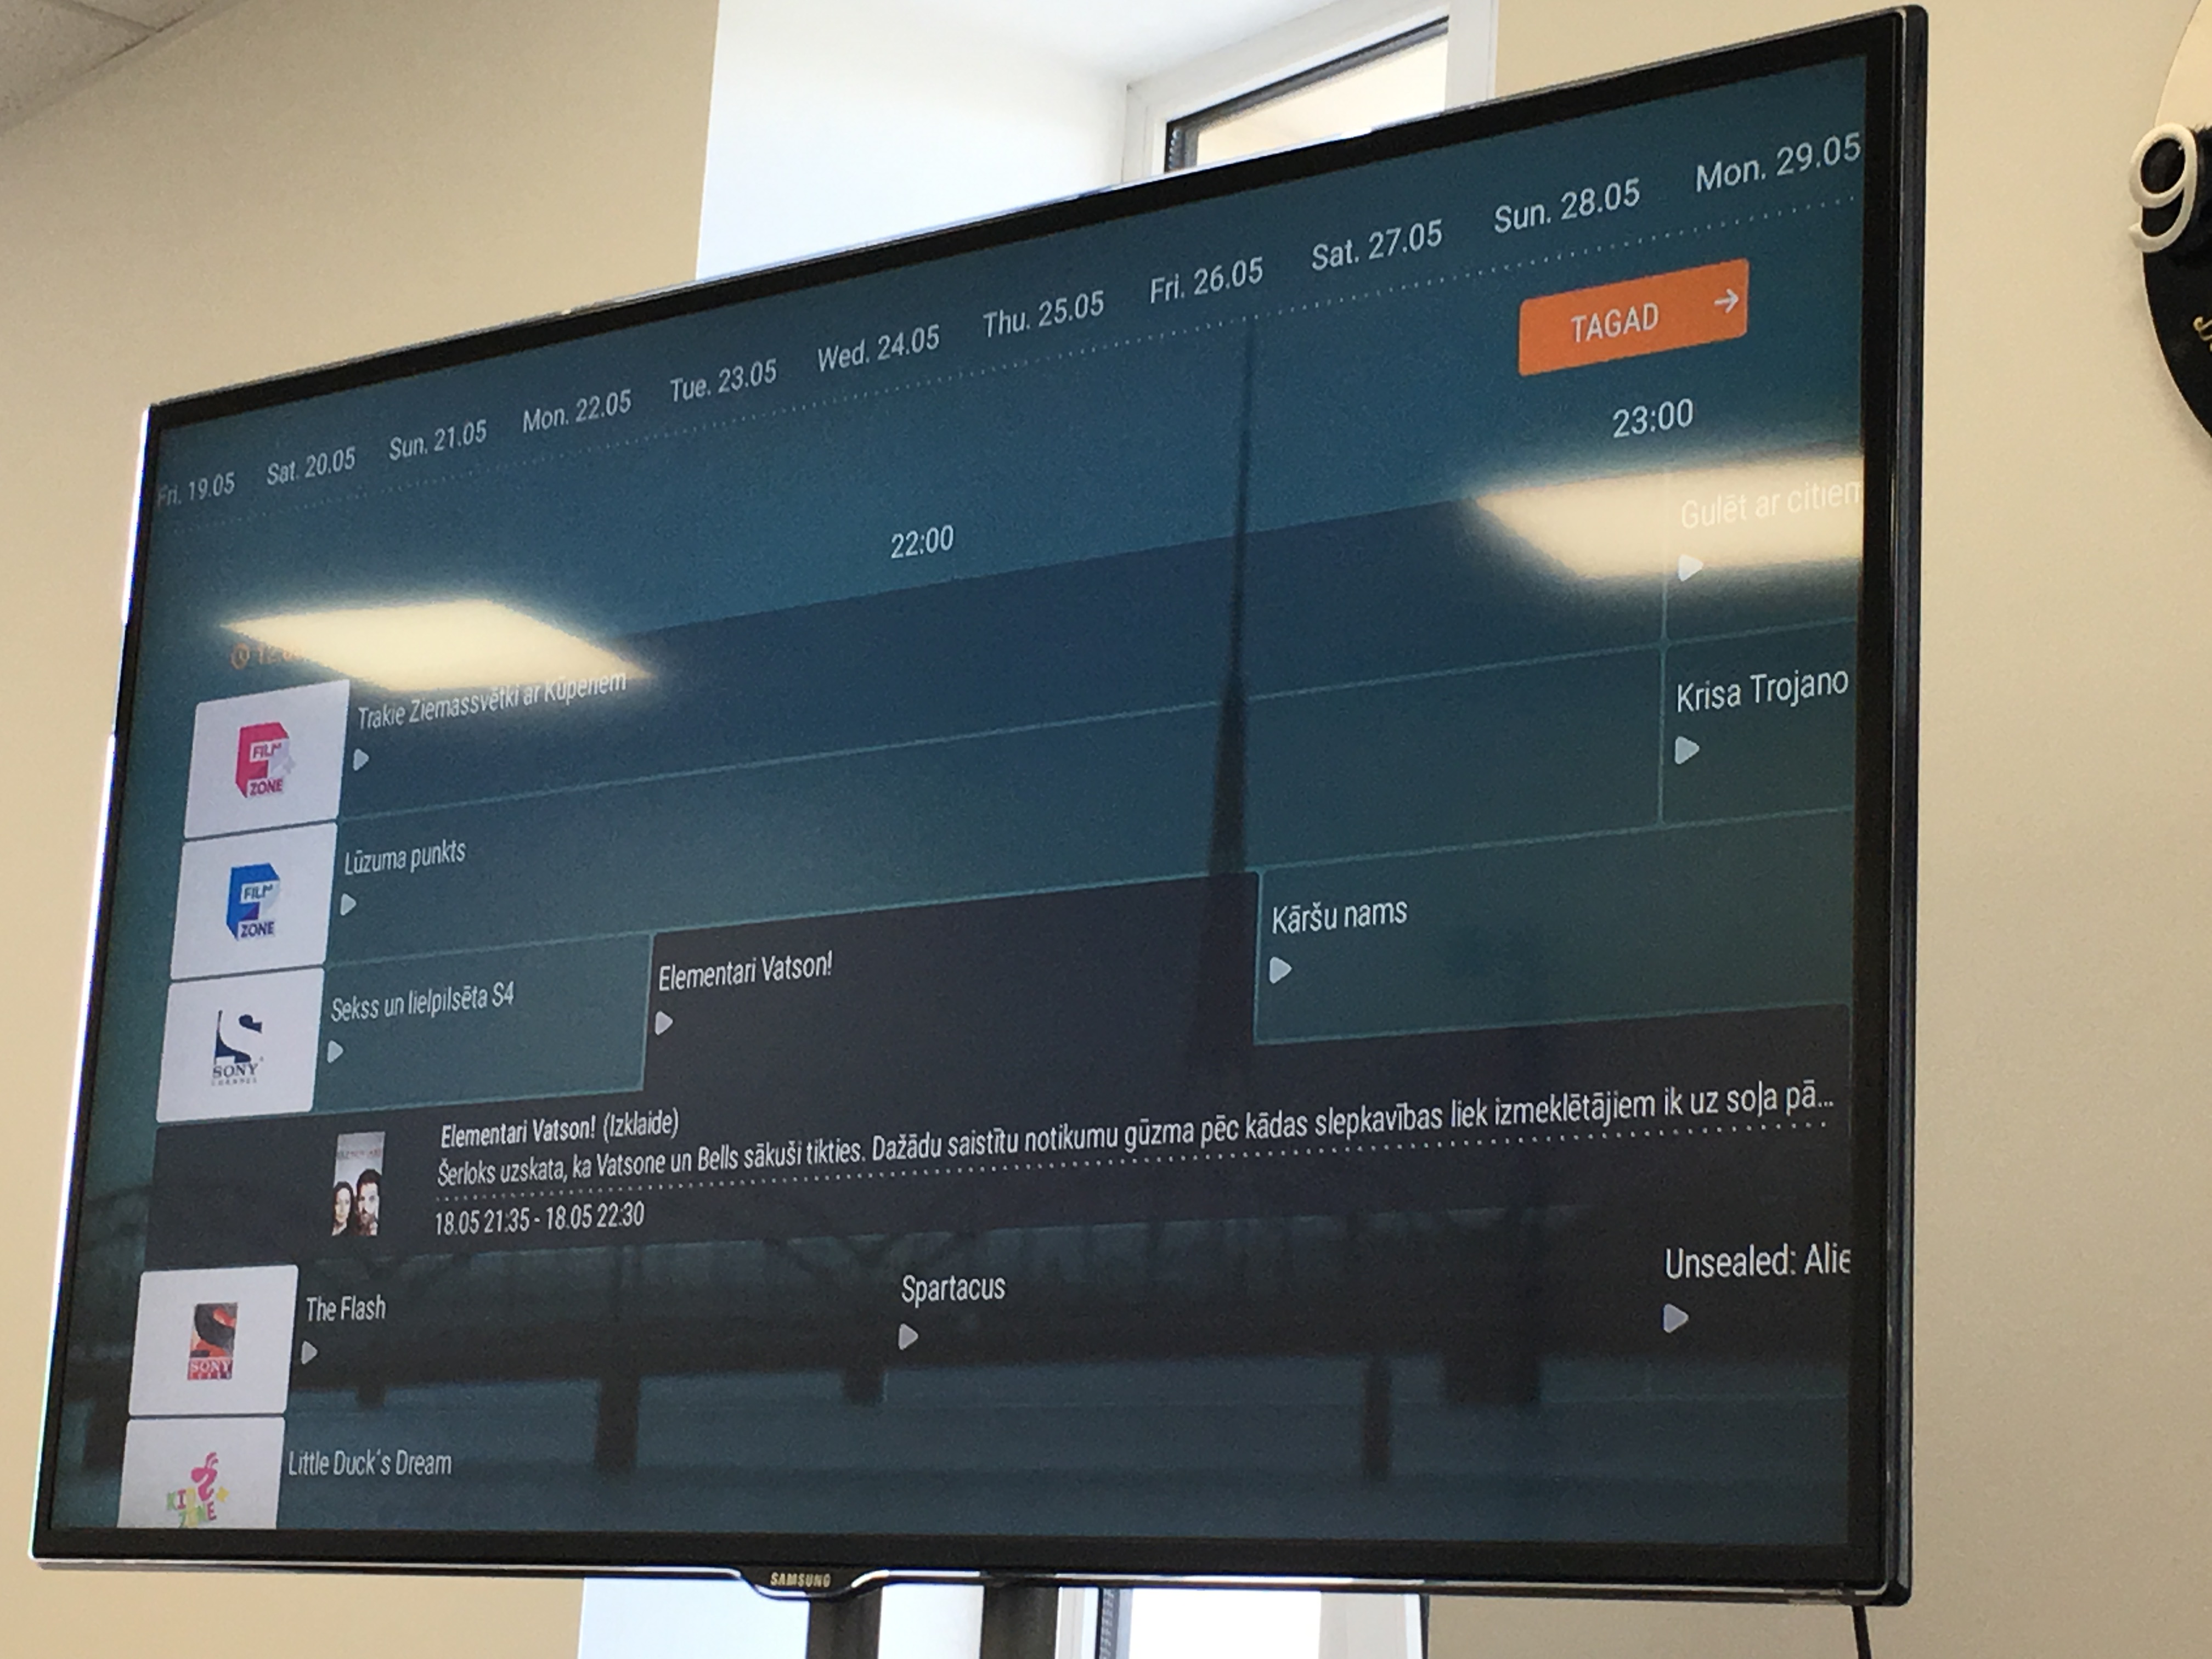 Fri. 19.05 Sat. 20.05 Sun. 21.05 Mon. 22.05 Tue. 23.05 Wed. 24.05 Thu. 25.05 Fri. 26.05 Sat. 27.05 Sun. 28.05 Mon. 29.05
TAGAD
22:00 23:00
FILM ZONE
Trakie Ziemassvētki ar Kūperiem
Gulēt ar citiem
FILM ZONE
Lūzuma punkts
Krisa Trojano
SONY
CHANNEL
Sekss un lielpilsēta S4
Elementari Vatson!
Kāršu nams
Elementari Vatson! (Izklaide)
Šerloks uzskata, ka Vatsone un Bells sākuši tikties. Dažādu saistītu notikumu gūzma pēc kādas slepkavības liek izmeklētājiem ik uz soļa pā...
18.05 21:35 - 18.05 22:30
SONY
The Flash
Spartacus
Unsealed: Alie
Little Duck's Dream
SAMSUNG
9